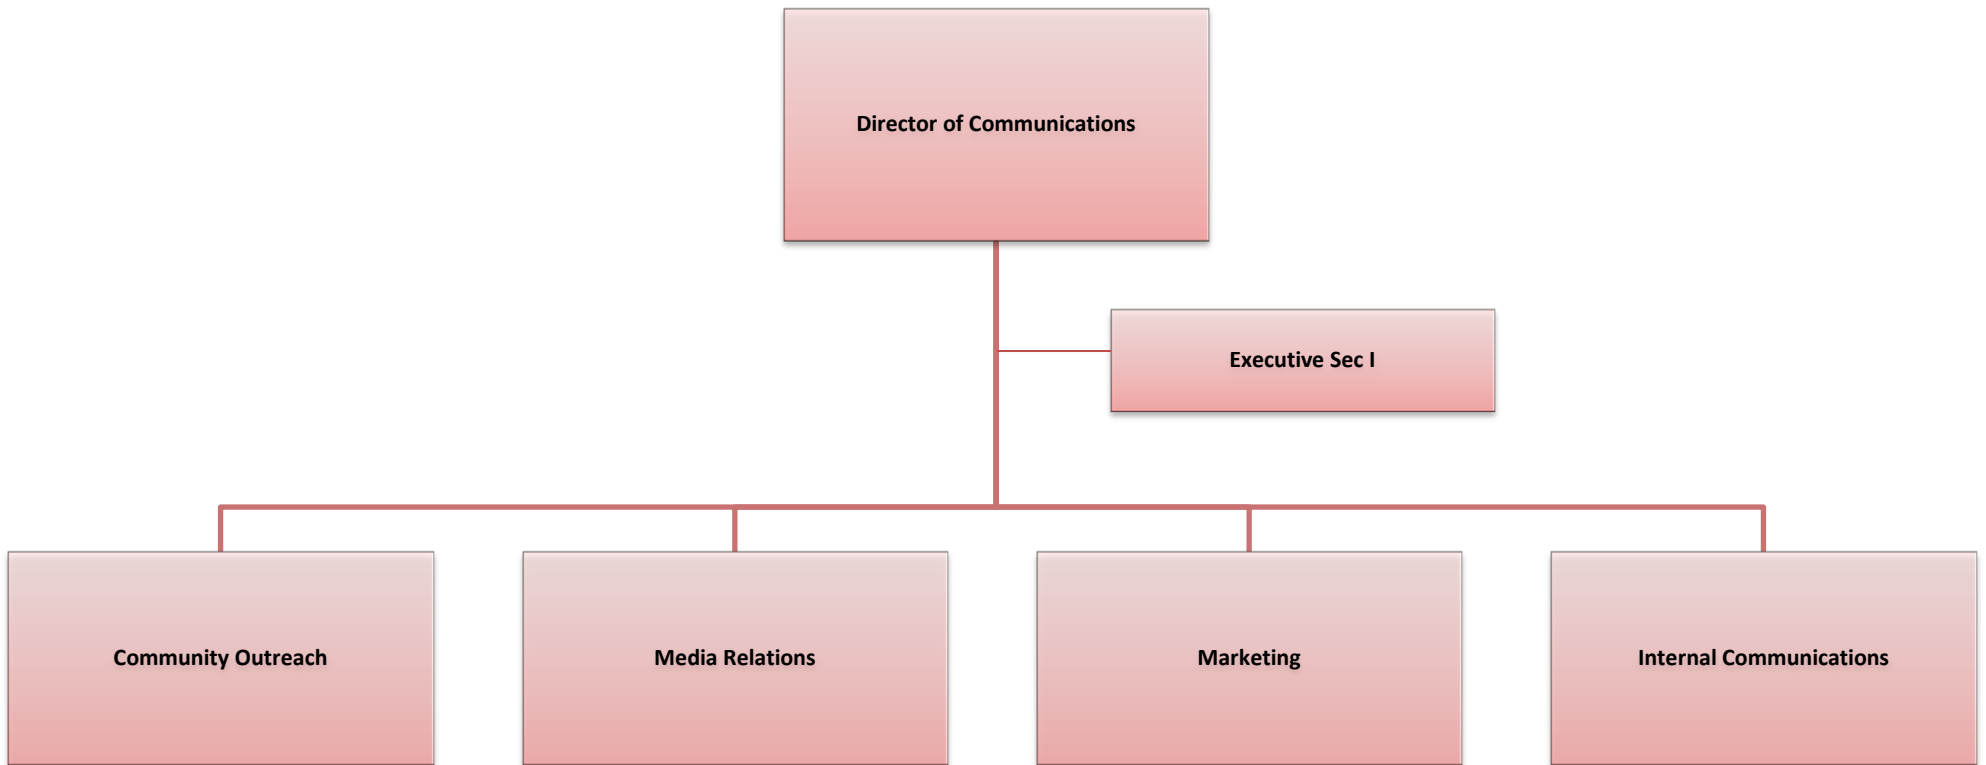 Director of Communications
Executive Sec I
Community Outreach
Media Relations
Marketing
Internal Communications